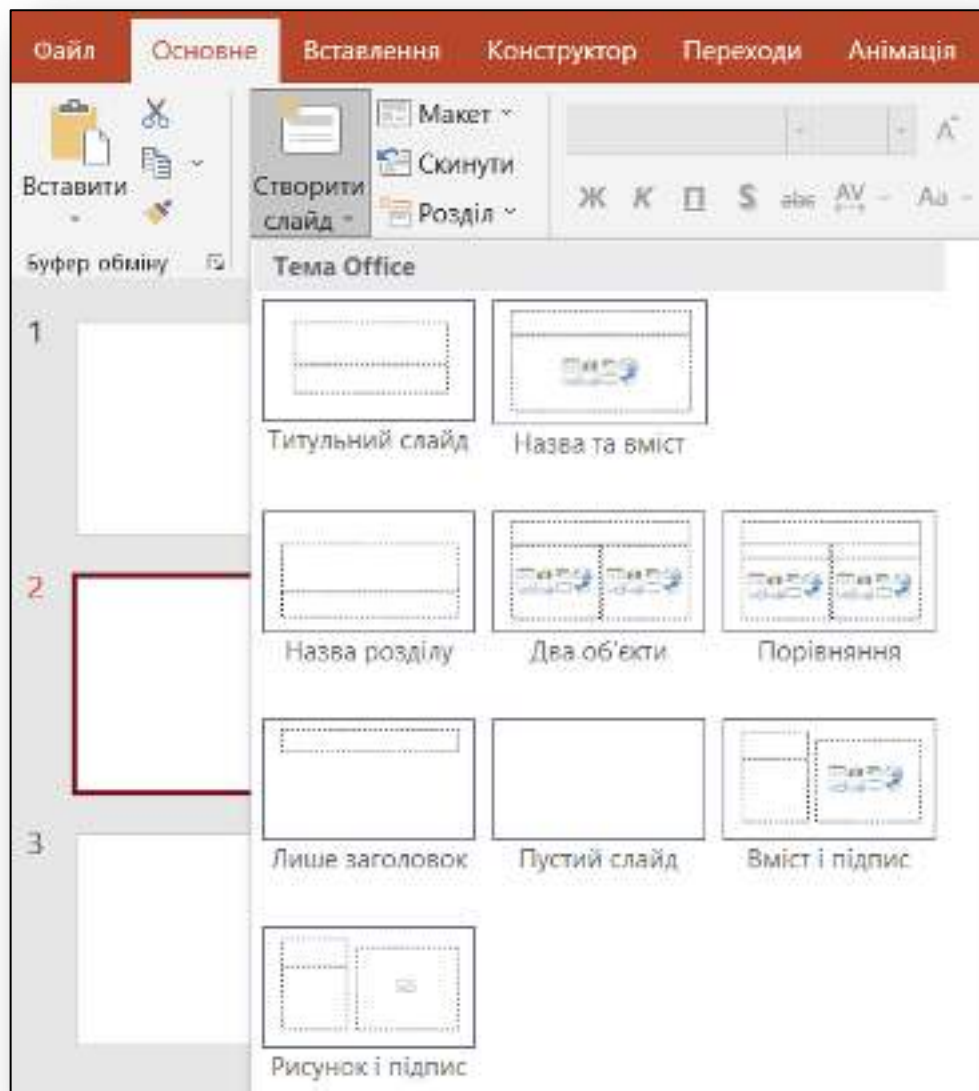 Файл Основне Вставлення Конструктор Переходи Анімація
Вставити
Створити слайд
Макет
Скинути
Розділ
Ж К П S abc AV Aa
A
Буфер обміну
Тема Office
1
2
3
Титульний слайд Назва та вміст
Назва розділу Два об'єкти Порівняння
Лише заголовок Пустий слайд Вміст і підпис
Рисунок і підпис